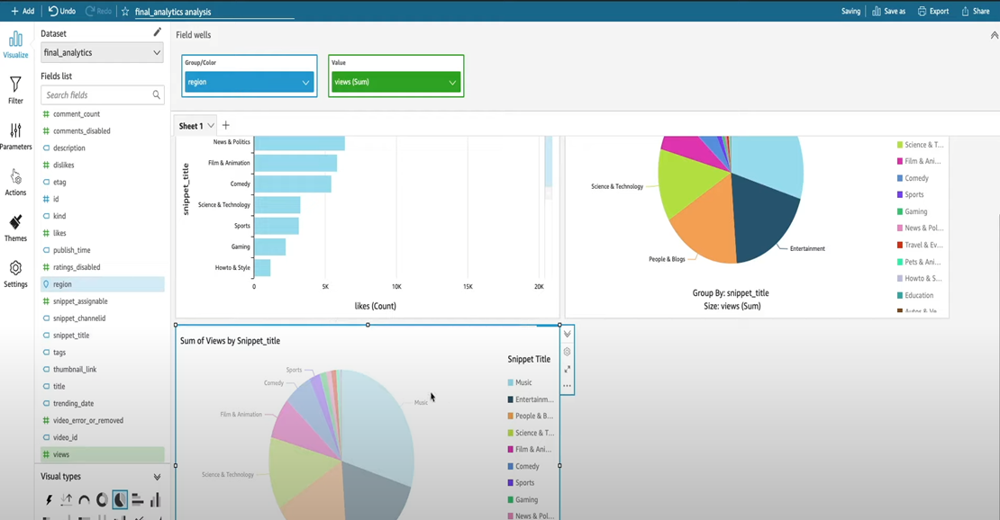 + Add
Undo
Redo
final_analytics analysis
Saving
Save as
Export
Share
Visualize
Filter
Parameters
Actions
Themes
Settings
Dataset
final_analytics
Fields list
Search fields
comment_count
comments_disabled
description
dislikes
etag
id
kind
likes
publish_time
ratings_disabled
region
snippet_assignable
snippet_channelid
snippet_title
tags
thumbnail_link
title
trending_date
video_error_or_removed
video_id
views
Visual types
Field wells
Group/Color
region
Value
views (Sum)
Sheet 1
+
snippet_title
News & Politics
Film & Animation
Comedy
Science & Technology
Sports
Gaming
Howto & Style
0
5K
10K
15K
20K
likes (Count)
Science & Technology
People & Blogs
Entertainment
Group By: snippet_title
Size: views (Sum)
Science & T...
Film & Ani...
Comedy
Sports
Gaming
News & Pol...
Travel & Ev...
Pets & Ani...
Howto & S...
Education
Autos & Ve...
Sum of Views by Snippet_title
Sports
Comedy
Film & Animation
Science & Technology
Music
Snippet Title
Music
Entertainm...
People & B...
Science & T...
Film & Ani...
Comedy
Sports
Gaming
News & Pol...